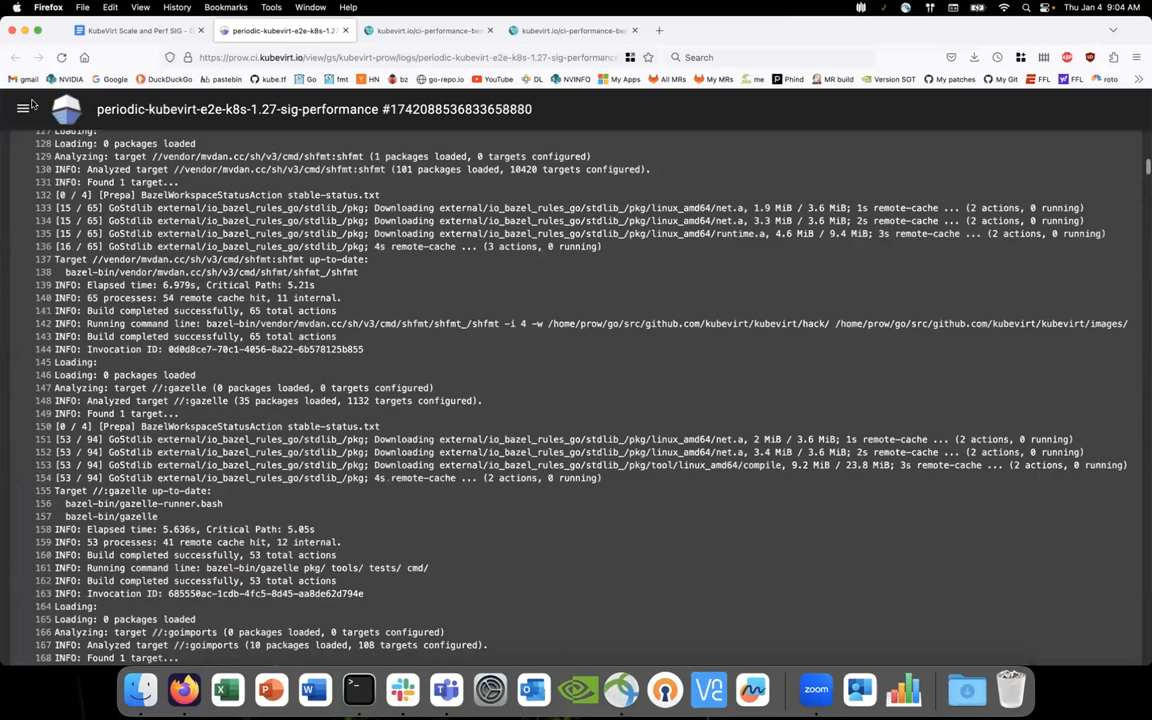 Firefox File Edit View History Bookmarks Tools Window Help Thu Jan 4 9:04 AM
KubeVirt Scale and Perf SIG - G periodic-kubevirt-e2e-k8s-1.27 kubevirt.io/ci-performance-be kubevirt.io/ci-performance-be
https://prow.ci.kubevirt.io/view/gs/kubevirt-prow/logs/periodic-kubevirt-e2e-k8s-1.27-sig-performance Search
gmail NVIDIA Google DuckDuckGo pastebin kube.tf Go fmt HN bz go-repo.io YouTube DL NVINFO My Apps All MRs My MRs me Phind MR build Version SOT My patches My Git FFL FFL roto
periodic-kubevirt-e2e-k8s-1.27-sig-performance #1742088536833658880
127 Loading:
128 Loading: 0 packages loaded
129 Analyzing: target //vendor/mvdan.cc/sh/v3/cmd/shfmt:shfmt (1 packages loaded, 0 targets configured)
130 INFO: Analyzed target //vendor/mvdan.cc/sh/v3/cmd/shfmt:shfmt (101 packages loaded, 10420 targets configured).
131 INFO: Found 1 target...
132 [0 / 4] [Prepa] BazelWorkspaceStatusAction stable-status.txt
133 [15 / 65] GoStdlib external/io_bazel_rules_go/stdlib_/pkg; Downloading external/io_bazel_rules_go/stdlib_/pkg/linux_amd64/net.a, 1.9 MiB / 3.6 MiB; 1s remote-cache ... (2 actions, 0 running)
134 [15 / 65] GoStdlib external/io_bazel_rules_go/stdlib_/pkg; Downloading external/io_bazel_rules_go/stdlib_/pkg/linux_amd64/net.a, 3.3 MiB / 3.6 MiB; 2s remote-cache ... (2 actions, 0 running)
135 [15 / 65] GoStdlib external/io_bazel_rules_go/stdlib_/pkg; Downloading external/io_bazel_rules_go/stdlib_/pkg/linux_amd64/runtime.a, 4.6 MiB / 9.4 MiB; 3s remote-cache ... (2 actions, 0 running)
136 [16 / 65] GoStdlib external/io_bazel_rules_go/stdlib_/pkg; 4s remote-cache ... (3 actions, 0 running)
137 Target //vendor/mvdan.cc/sh/v3/cmd/shfmt:shfmt up-to-date:
138 bazel-bin/vendor/mvdan.cc/sh/v3/cmd/shfmt/shfmt_/shfmt
139 INFO: Elapsed time: 6.979s, Critical Path: 5.21s
140 INFO: 65 processes: 54 remote cache hit, 11 internal.
141 INFO: Build completed successfully, 65 total actions
142 INFO: Running command line: bazel-bin/vendor/mvdan.cc/sh/v3/cmd/shfmt/shfmt_/shfmt -i 4 -w /home/prow/go/src/github.com/kubevirt/kubevirt/hack/ /home/prow/go/src/github.com/kubevirt/kubevirt/images/
143 INFO: Build completed successfully, 65 total actions
144 INFO: Invocation ID: 0d0d8ce7-70c1-4056-8a22-6b578125b855
145 Loading:
146 Loading: 0 packages loaded
147 Analyzing: target //:gazelle (0 packages loaded, 0 targets configured)
148 INFO: Analyzed target //:gazelle (35 packages loaded, 1132 targets configured).
149 INFO: Found 1 target...
150 [0 / 4] [Prepa] BazelWorkspaceStatusAction stable-status.txt
151 [53 / 94] GoStdlib external/io_bazel_rules_go/stdlib_/pkg; Downloading external/io_bazel_rules_go/stdlib_/pkg/linux_amd64/net.a, 2 MiB / 3.6 MiB; 1s remote-cache ... (2 actions, 0 running)
152 [53 / 94] GoStdlib external/io_bazel_rules_go/stdlib_/pkg; Downloading external/io_bazel_rules_go/stdlib_/pkg/linux_amd64/net.a, 3.4 MiB / 3.6 MiB; 2s remote-cache ... (2 actions, 0 running)
153 [53 / 94] GoStdlib external/io_bazel_rules_go/stdlib_/pkg; Downloading external/io_bazel_rules_go/stdlib_/pkg/tool/linux_amd64/compile, 9.2 MiB / 23.8 MiB; 3s remote-cache ... (2 actions, 0 running)
154 [53 / 94] GoStdlib external/io_bazel_rules_go/stdlib_/pkg; 4s remote-cache ... (2 actions, 0 running)
155 Target //:gazelle up-to-date:
156 bazel-bin/gazelle-runner.bash
157 bazel-bin/gazelle
158 INFO: Elapsed time: 5.636s, Critical Path: 5.05s
159 INFO: 53 processes: 41 remote cache hit, 12 internal.
160 INFO: Build completed successfully, 53 total actions
161 INFO: Running command line: bazel-bin/gazelle pkg/ tools/ tests/ cmd/
162 INFO: Build completed successfully, 53 total actions
163 INFO: Invocation ID: 685550ac-1cdb-4fc5-8d45-aa8de62d794e
164 Loading:
165 Loading: 0 packages loaded
166 Analyzing: target //:goimports (0 packages loaded, 0 targets configured)
167 INFO: Analyzed target //:goimports (10 packages loaded, 108 targets configured).
168 INFO: Found 1 target...
zoom